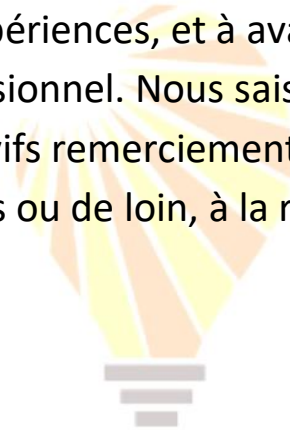 périences, et à ava
sionnel. Nous sais
vifs remerciement
s ou de loin, à la r